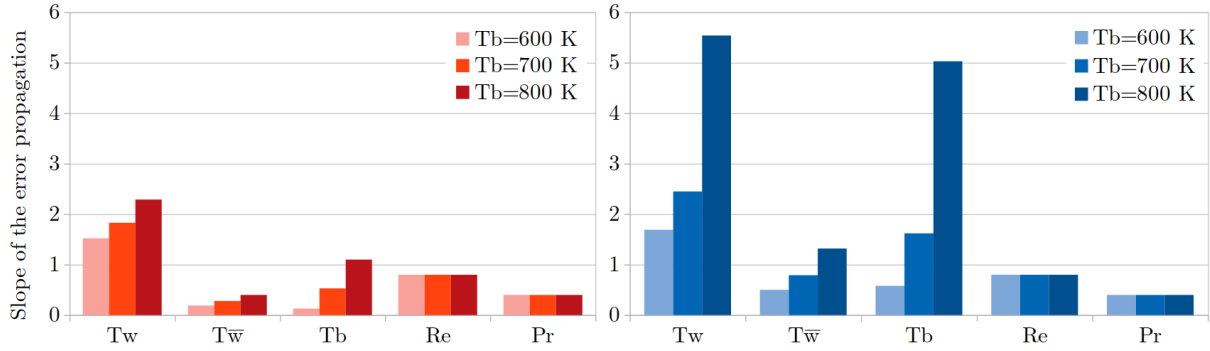 Slope of the error propagation
6
5
4
3
2
1
0
Tb=600 K
Tb=700 K
Tb=800 K
Tw
Tw̅
Tb
Re
Pr
6
5
4
3
2
1
0
Tb=600 K
Tb=700 K
Tb=800 K
Tw
Tw̅
Tb
Re
Pr